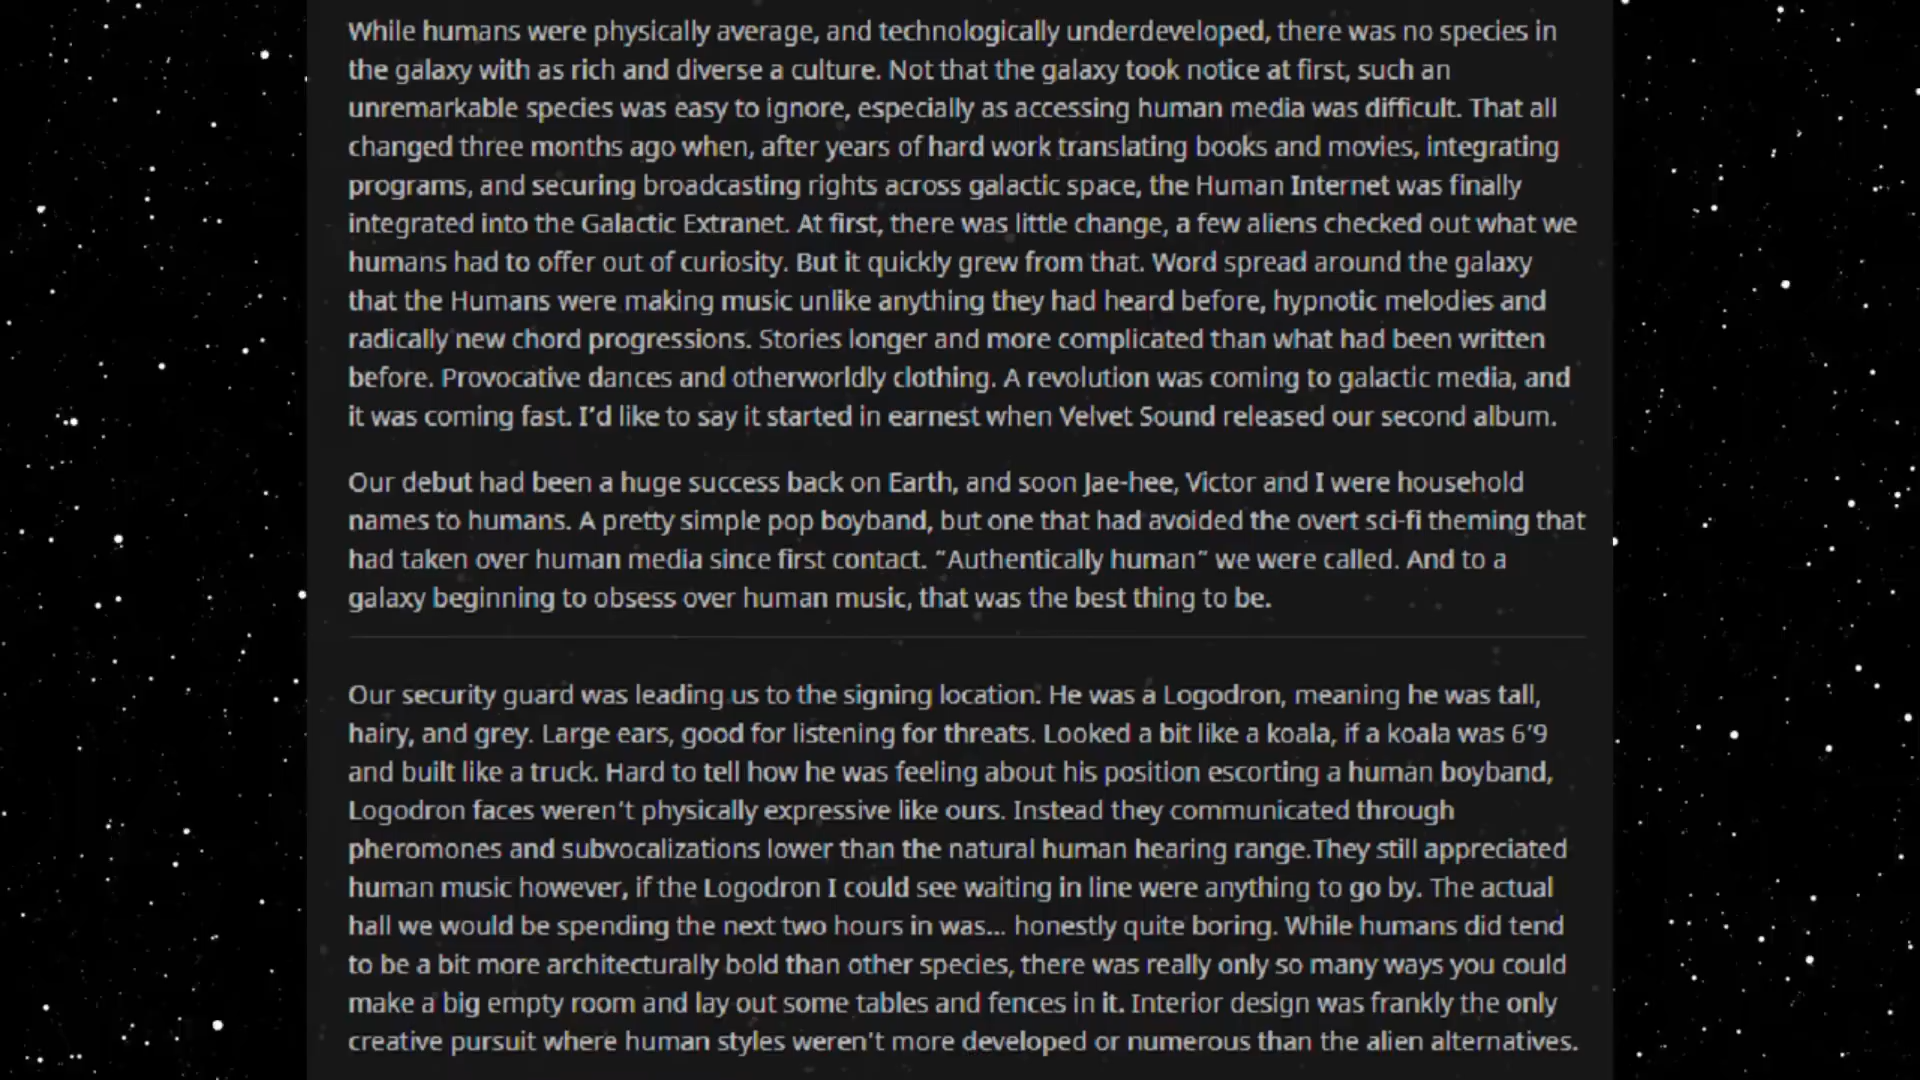 While humans were physically average, and technologically underdeveloped, there was no species in
the galaxy with as rich and diverse a culture. Not that the galaxy took notice at first, such an
unremarkable species was easy to ignore, especially as accessing human media was difficult. That all
changed three months ago when, after years of hard work translating books and movies, integrating
programs, and securing broadcasting rights across galactic space, the Human Internet was finally
integrated into the Galactic Extranet. At first, there was little change, a few aliens checked out what we
humans had to offer out of curiosity. But it quickly grew from that. Word spread around the galaxy
that the Humans were making music unlike anything they had heard before, hypnotic melodies and
radically new chord progressions. Stories longer and more complicated than what had been written
before. Provocative dances and otherworldly clothing. A revolution was coming to galactic media, and
it was coming fast. I’d like to say it started in earnest when Velvet Sound released our second album.
Our debut had been a huge success back on Earth, and soon Jae-hee, Victor and I were household
names to humans. A pretty simple pop boyband, but one that had avoided the overt sci-fi theming that
had taken over human media since first contact. “Authentically human” we were called. And to a
galaxy beginning to obsess over human music, that was the best thing to be.
Our security guard was leading us to the signing location. He was a Logodron, meaning he was tall,
hairy, and grey. Large ears, good for listening for threats. Looked a bit like a koala, if a koala was 6’9
and built like a truck. Hard to tell how he was feeling about his position escorting a human boyband,
Logodron faces weren’t physically expressive like ours. Instead they communicated through
pheromones and subvocalizations lower than the natural human hearing range.They still appreciated
human music however, if the Logodron I could see waiting in line were anything to go by. The actual
hall we would be spending the next two hours in was... honestly quite boring. While humans did tend
to be a bit more architecturally bold than other species, there was really only so many ways you could
make a big empty room and lay out some tables and fences in it. Interior design was frankly the only
creative pursuit where human styles weren’t more developed or numerous than the alien alternatives.